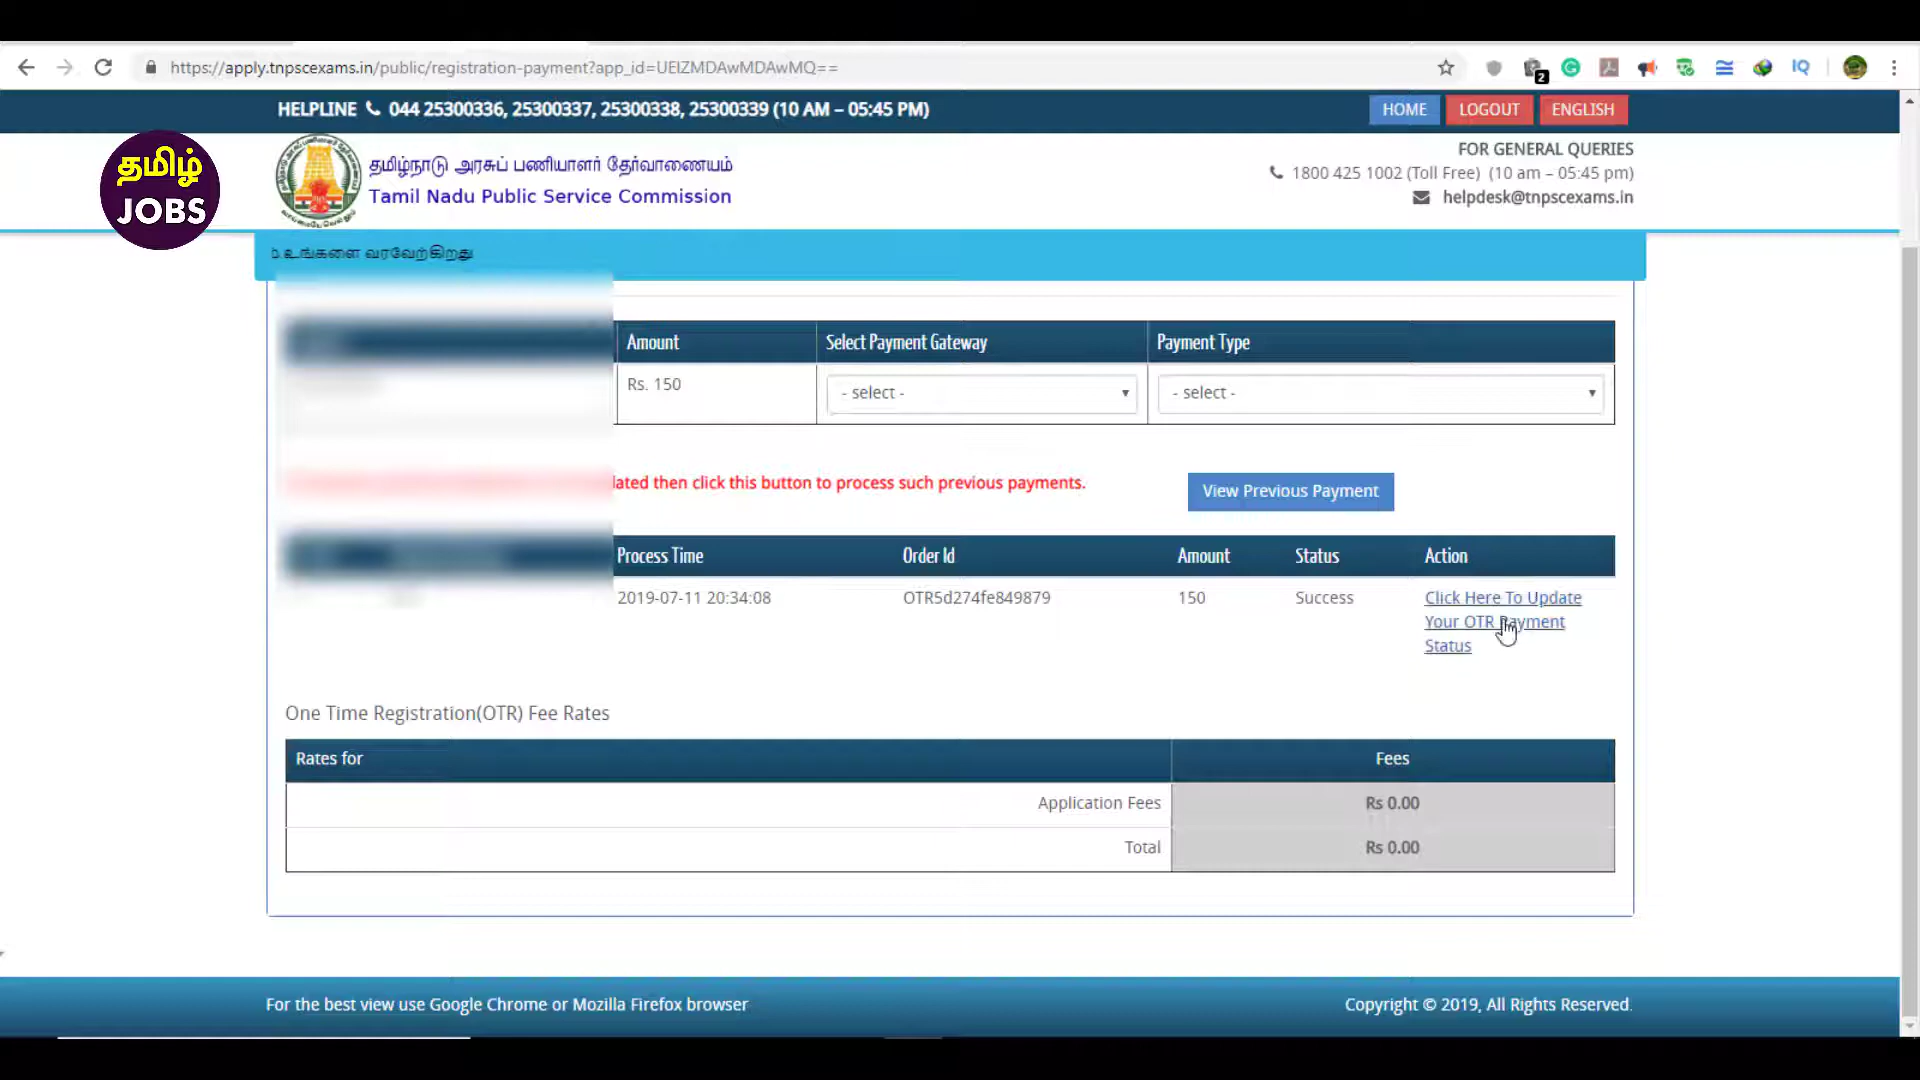 https://apply.tnpscexams.in/public/registration-payment?app_id=UElZMDAwMDAwMQ==
2
IQ
HELPLINE 044 25300336, 25300337, 25300338, 25300339 (10 AM – 05:45 PM)
HOME LOGOUT ENGLISH
தமிழ்
JOBS
தமிழ்நாடு அரசுப் பணியாளர் தேர்வாணையம்
Tamil Nadu Public Service Commission
FOR GENERAL QUERIES
1800 425 1002 (Toll Free) (10 am – 05:45 pm)
helpdesk@tnpscexams.in
உங்களை வரவேற்கிறது
Amount Select Payment Gateway Payment Type
Rs. 150 - select - - select -
then click this button to process such previous payments.
View Previous Payment
Process Time Order Id Amount Status Action
2019-07-11 20:34:08 OTR5d274fe849879 150 Success Click Here To Update
Your OTR Payment
Status
One Time Registration(OTR) Fee Rates
Rates for Fees
Application Fees Rs 0.00
Total Rs 0.00
For the best view use Google Chrome or Mozilla Firefox browser
Copyright © 2019, All Rights Reserved.